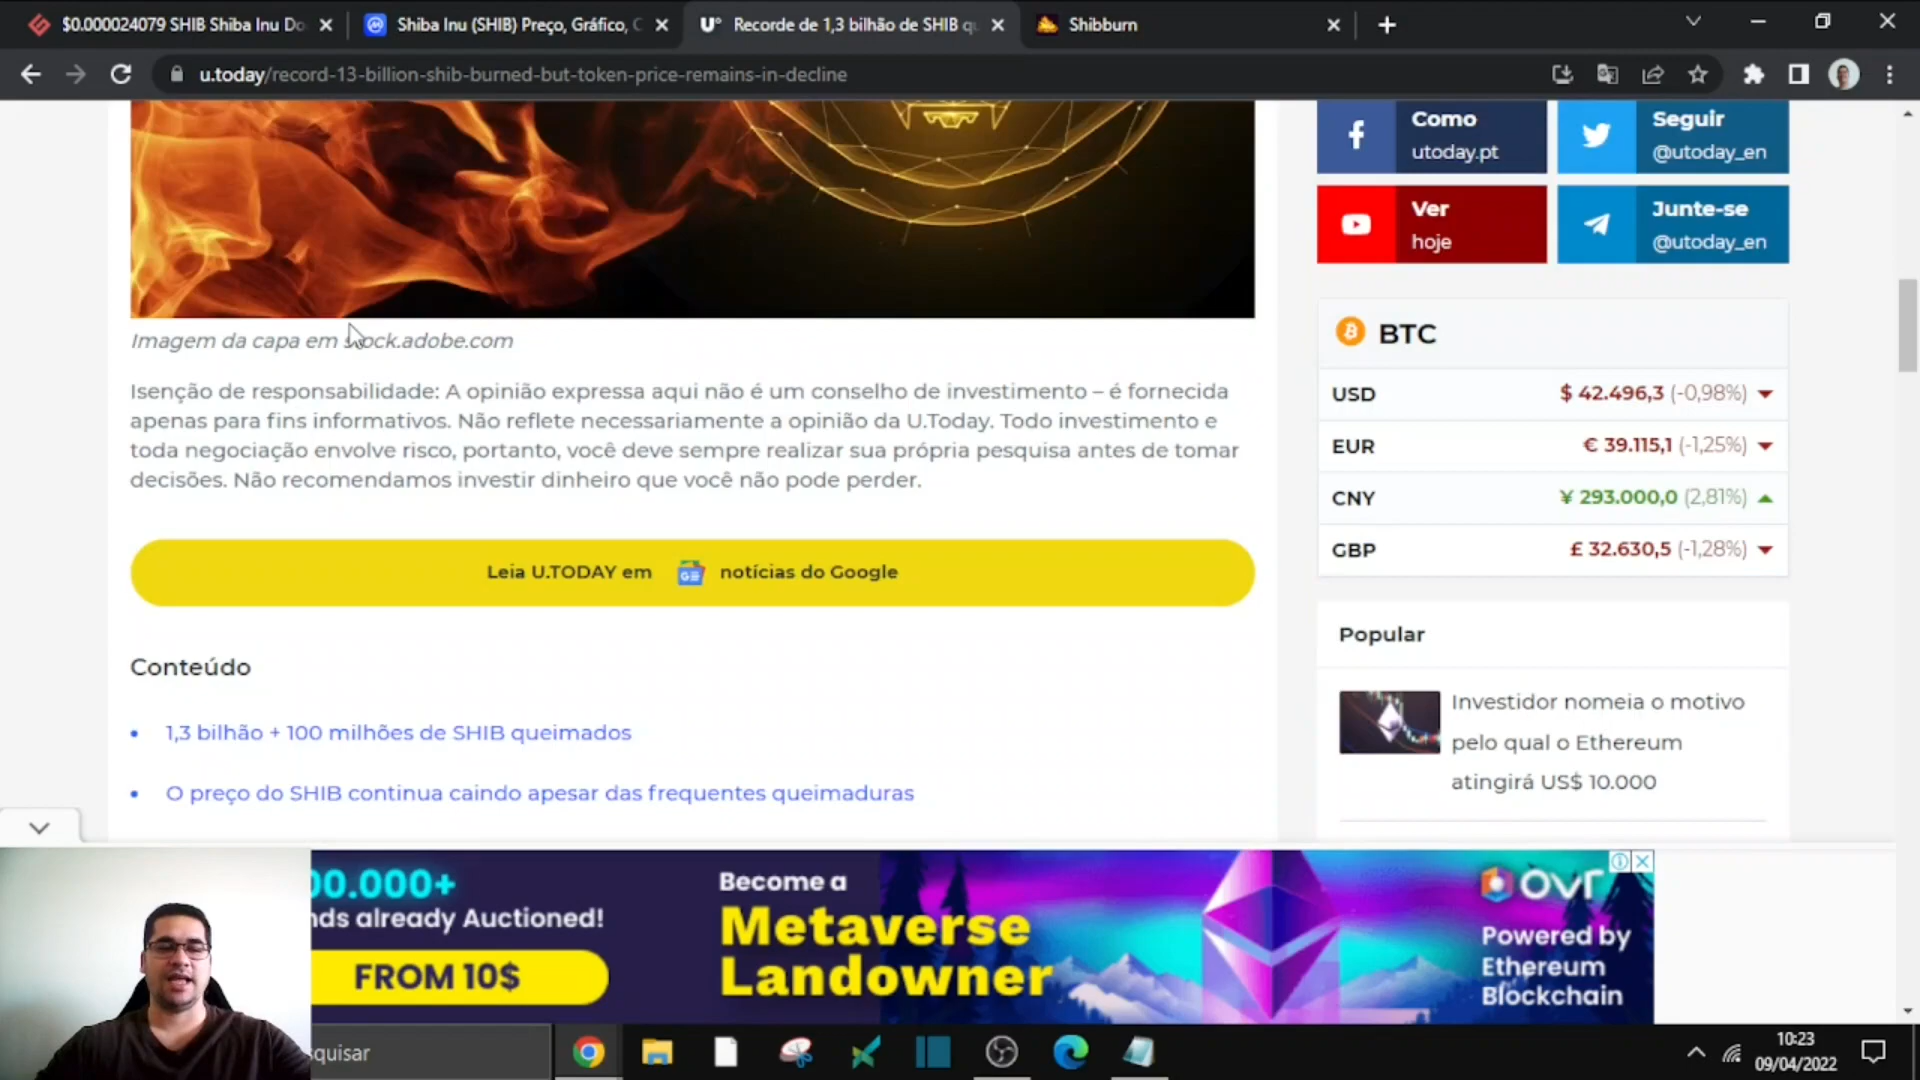 $0.000024079 SHIB Shiba Inu Do
Shiba Inu (SHIB) Preço, Gráfico, C
U° Recorde de 1,3 bilhão de SHIB qu
Shibburn
u.today/record-13-billion-shib-burned-but-token-price-remains-in-decline
Como
utoday.pt
Seguir
@utoday_en
Ver
hoje
Junte-se
@utoday_en
Imagem da capa em stock.adobe.com
Isenção de responsabilidade: A opinião expressa aqui não é um conselho de investimento – é fornecida
apenas para fins informativos. Não reflete necessariamente a opinião da U.Today. Todo investimento e
toda negociação envolve risco, portanto, você deve sempre realizar sua própria pesquisa antes de tomar
decisões. Não recomendamos investir dinheiro que você não pode perder.
Leia U.TODAY em GE notícias do Google
Conteúdo
• 1,3 bilhão + 100 milhões de SHIB queimados
• O preço do SHIB continua caindo apesar das frequentes queimaduras
BTC
USD $ 42.496,3 (-0,98%)
EUR € 39.115,1 (-1,25%)
CNY ¥ 293.000,0 (2,81%)
GBP £ 32.630,5 (-1,28%)
Popular
Investidor nomeia o motivo
pelo qual o Ethereum
atingirá US$ 10.000
00.000+
nds already Auctioned!
FROM 10$
Become a
Metaverse
Landowner
ovr
Powered by
Ethereum
Blockchain
squisar
10:23
09/04/2022